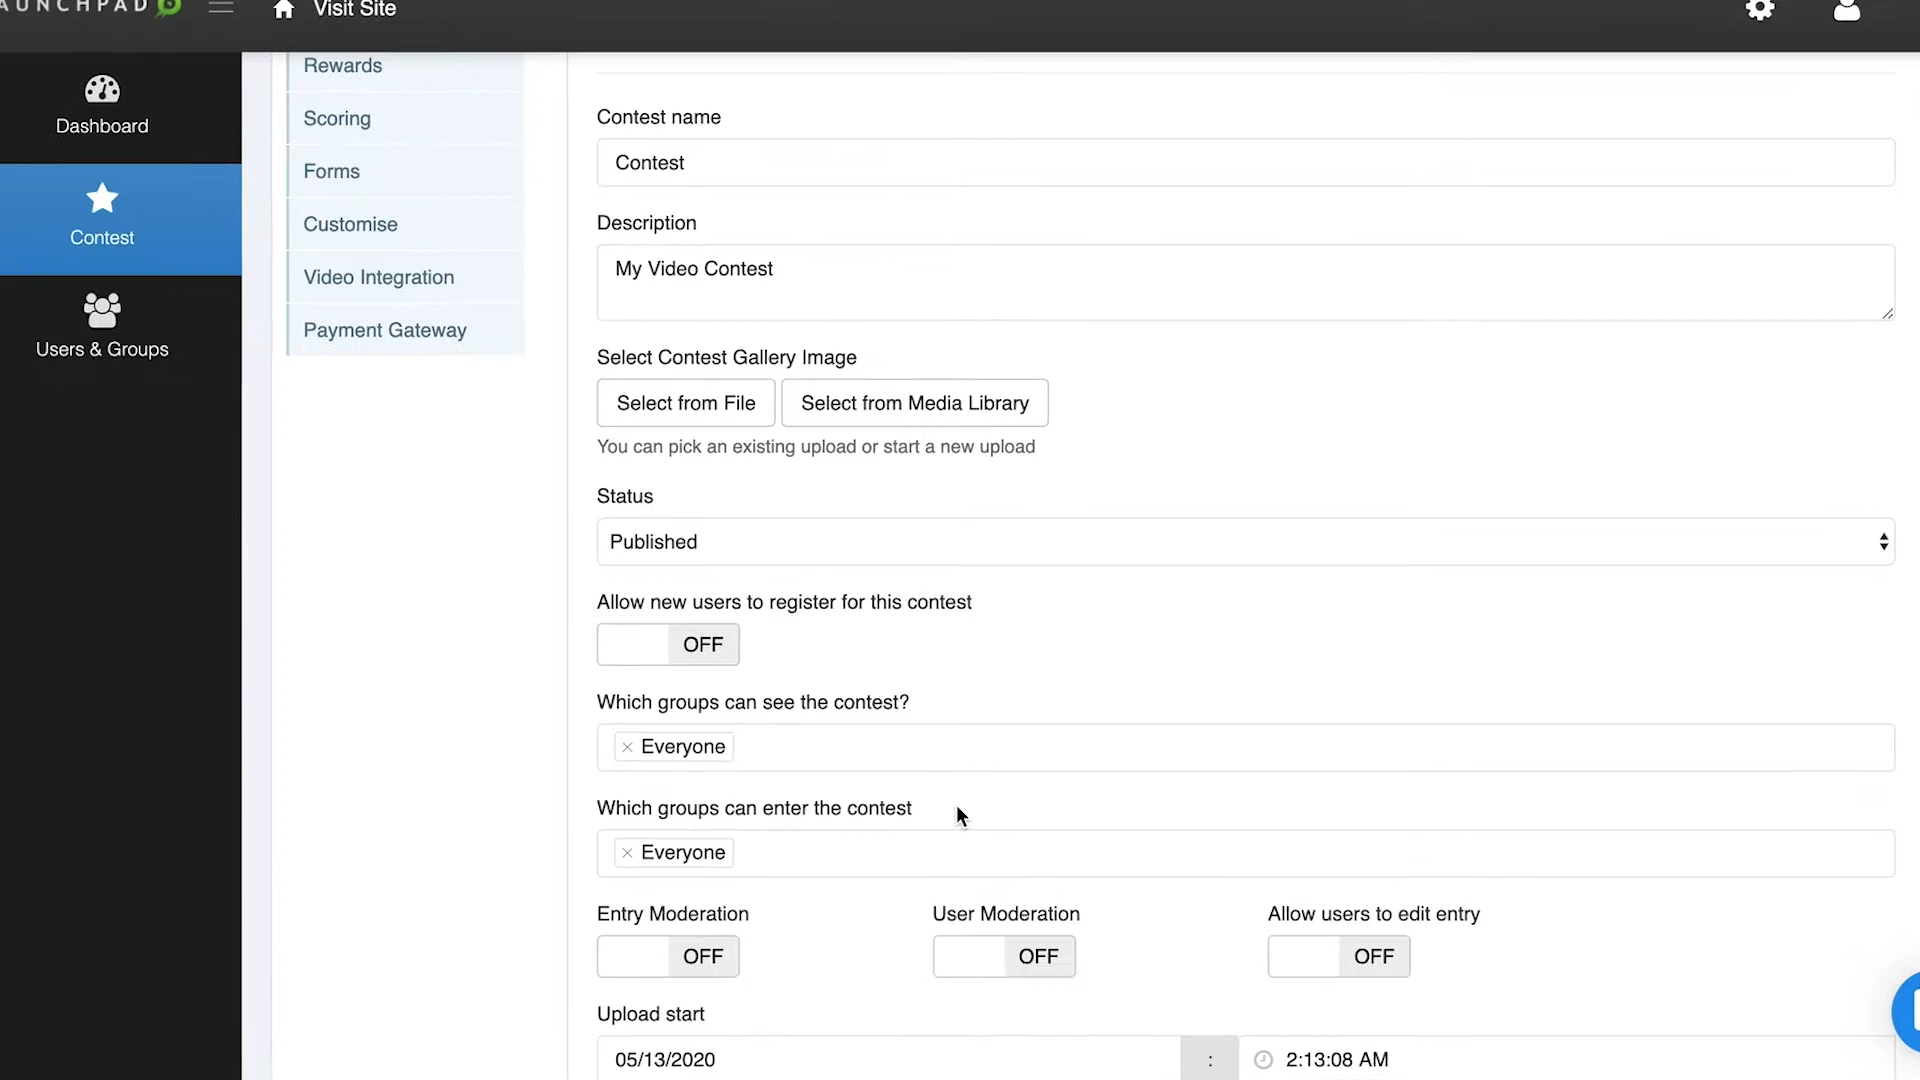 AUNCHPAD
Visit Site
Dashboard
Contest
Users & Groups
Rewards
Scoring
Forms
Customise
Video Integration
Payment Gateway
Contest name
Contest
Description
My Video Contest
Select Contest Gallery Image
Select from File
Select from Media Library
You can pick an existing upload or start a new upload
Status
Published
Allow new users to register for this contest
OFF
Which groups can see the contest?
× Everyone
Which groups can enter the contest
× Everyone
Entry Moderation
User Moderation
Allow users to edit entry
OFF
OFF
OFF
Upload start
05/13/2020
:
2:13:08 AM